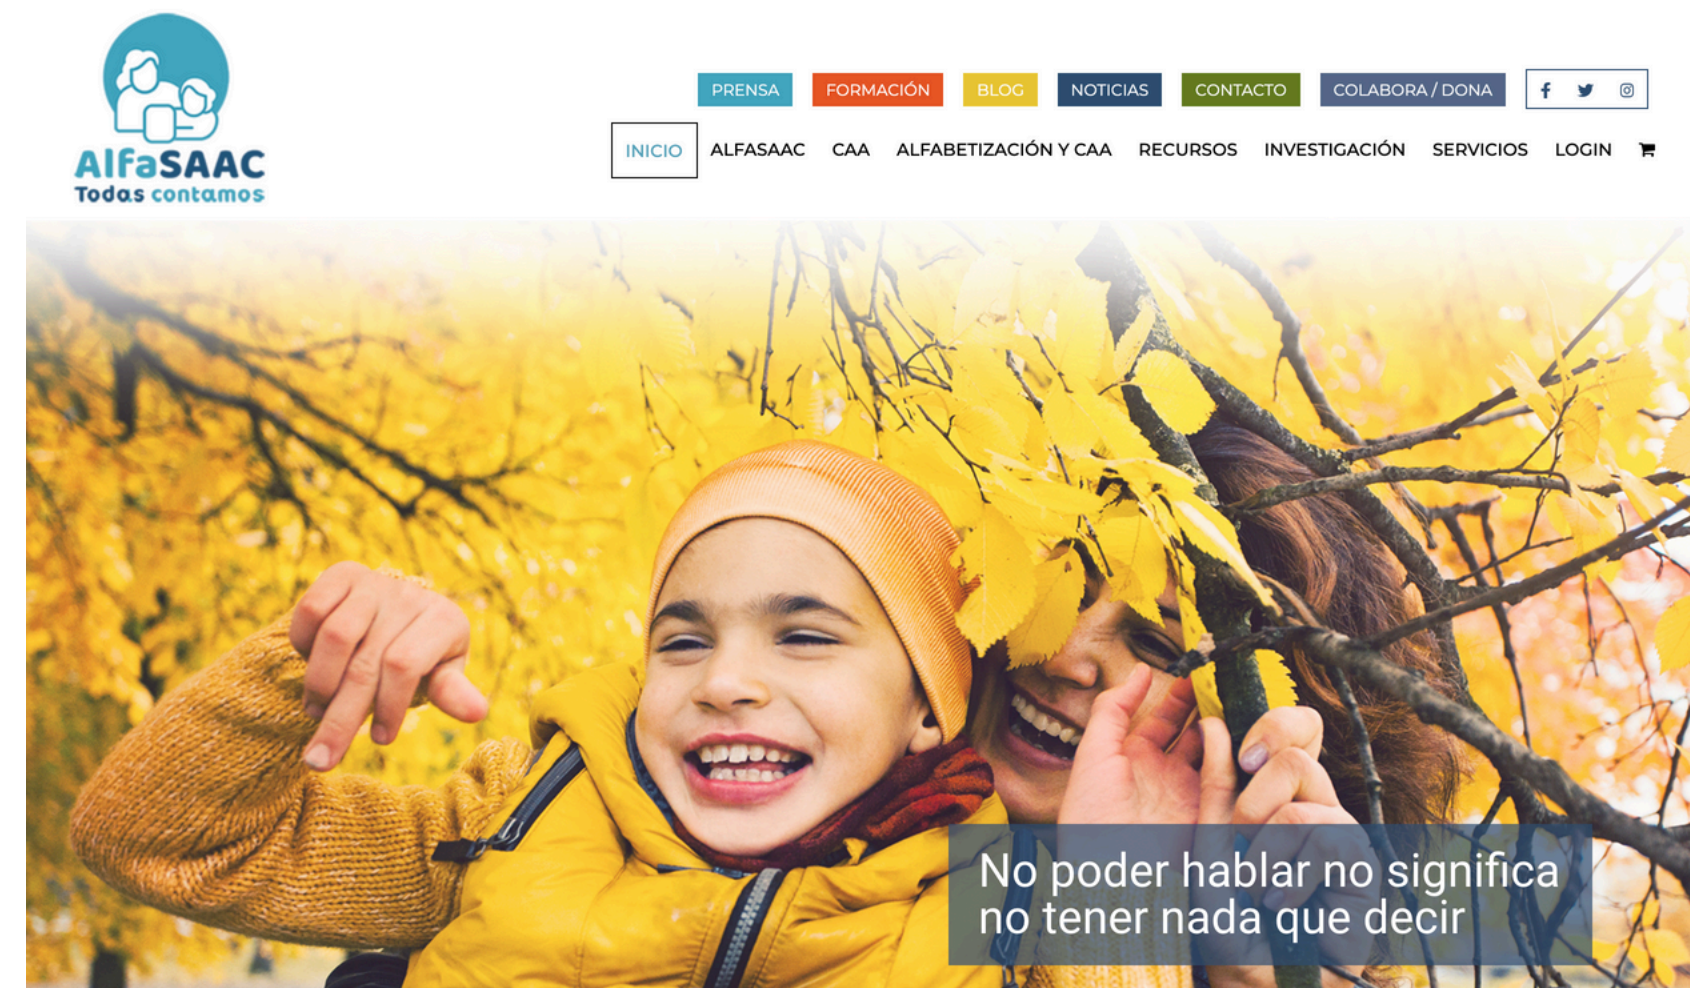 AlfaSAAC
Todas contamos
PRENSA FORMACIÓN BLOG NOTICIAS CONTACTO COLABORA / DONA
INICIO ALFASAAC CAA ALFABETIZACIÓN Y CAA RECURSOS INVESTIGACIÓN SERVICIOS LOGIN
No poder hablar no significa
no tener nada que decir